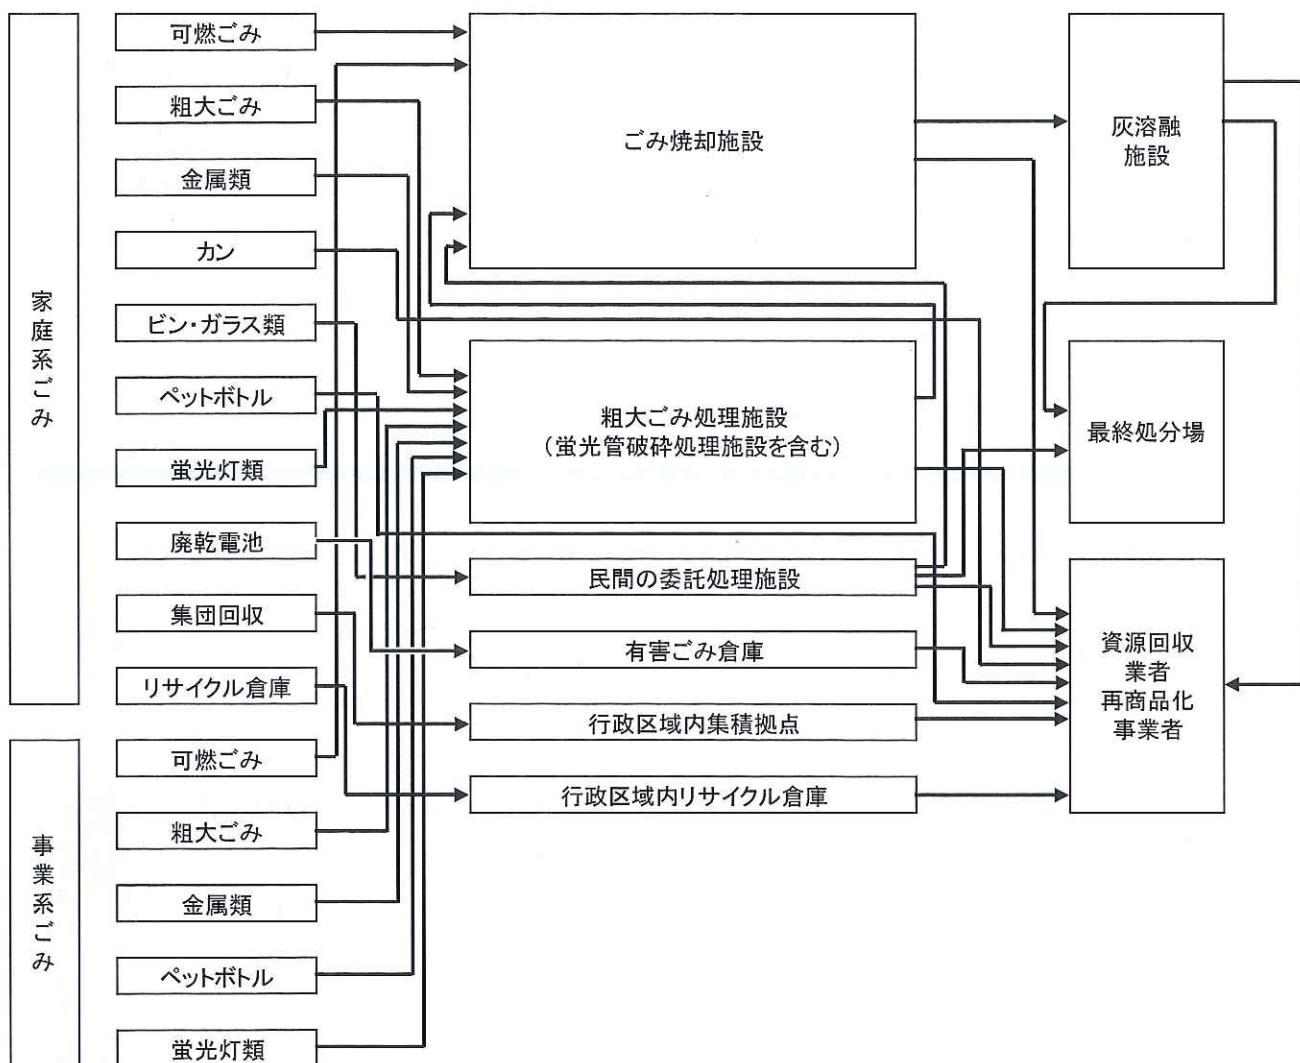 家庭系ごみ
可燃ごみ
粗大ごみ
金属類
カン
ビン・ガラス類
ペットボトル
蛍光灯類
廃乾電池
集団回収
リサイクル倉庫
事業系ごみ
可燃ごみ
粗大ごみ
金属類
ペットボトル
蛍光灯類
ごみ焼却施設
粗大ごみ処理施設
（蛍光管破砕処理施設を含む）
民間の委託処理施設
有害ごみ倉庫
行政区域内集積拠点
行政区域内リサイクル倉庫
灰溶融
施設
最終処分場
資源回収
業者
再商品化
事業者